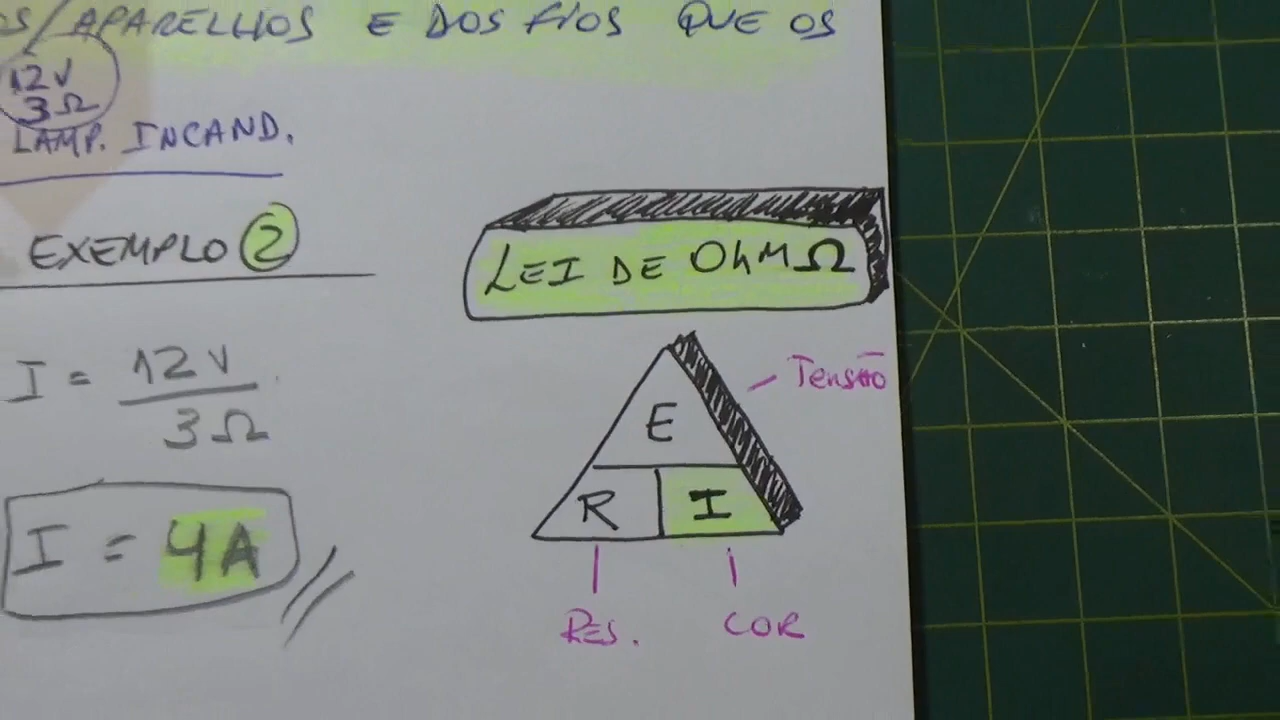 S/APARELHOS E DOS FIOS QUE OS
12V
3Ω
LAMP. INCAND.
EXEMPLO 2
I = 12V
3Ω
I = 4A
LEI DE OhMΩ
Tensão
E
R I
RES. COR